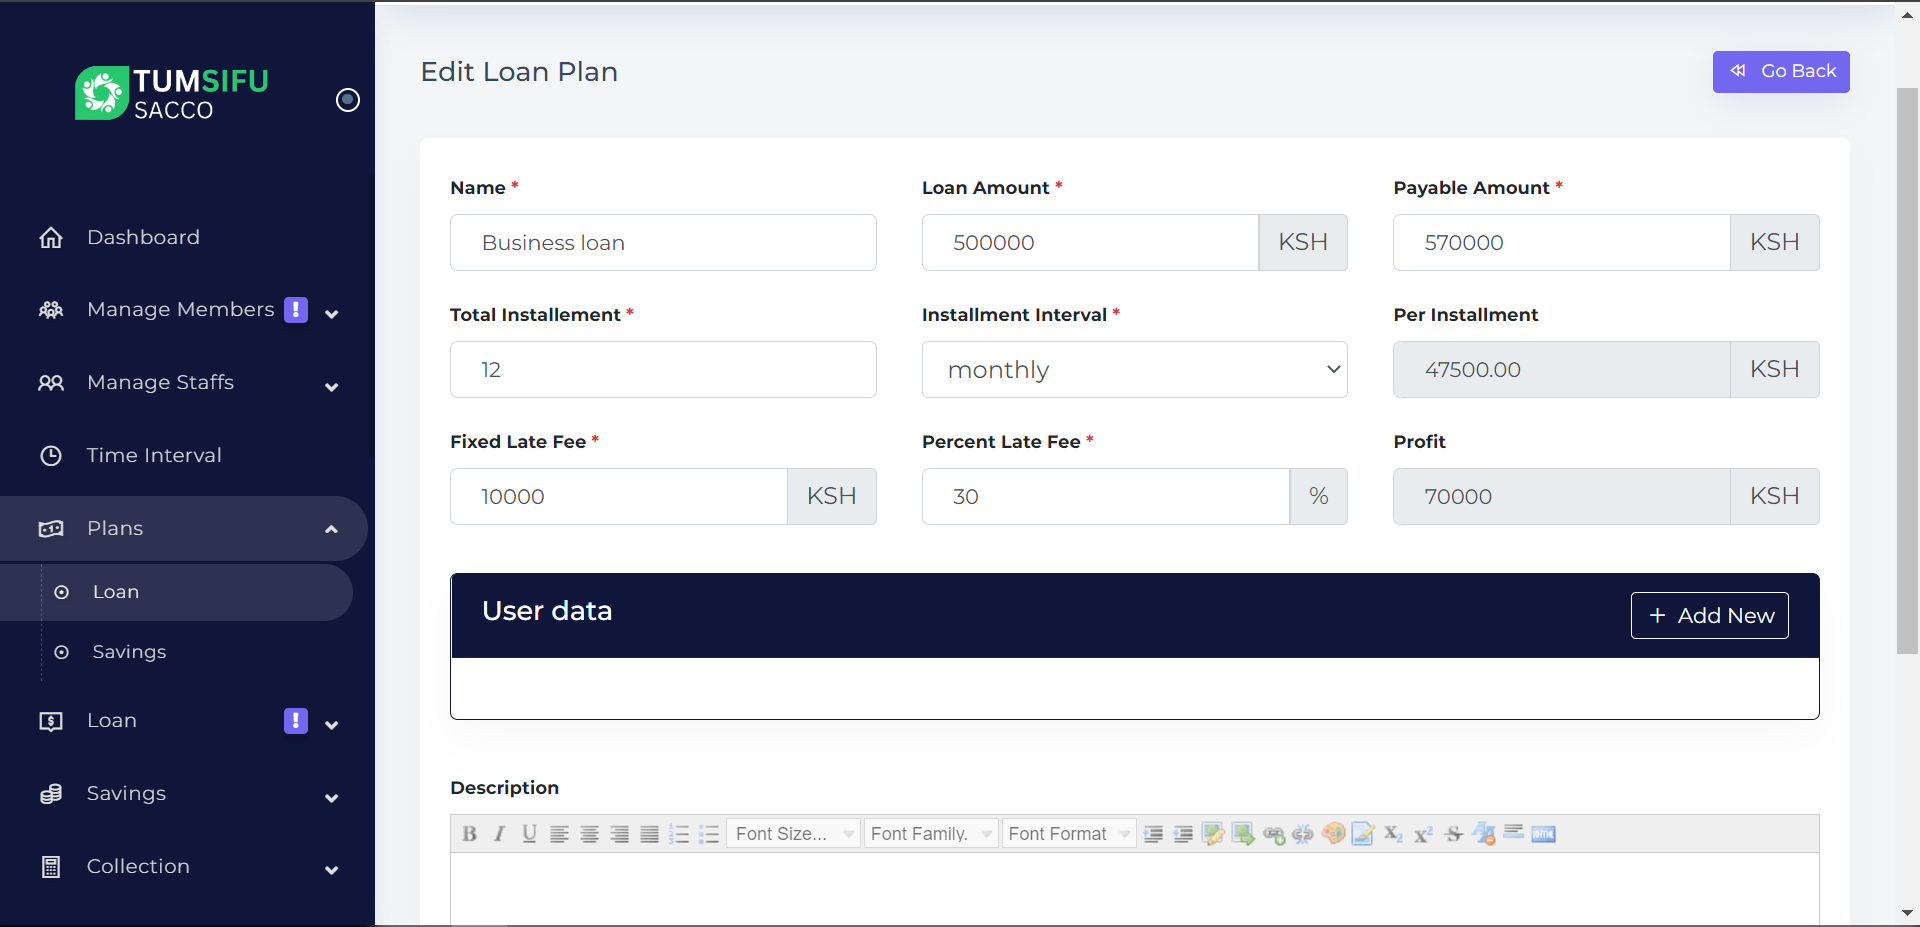 TUMSIFU
SACCO
Dashboard
Manage Members !
Manage Staffs
Time Interval
Plans
Loan
Savings
Loan !
Savings
Collection
Edit Loan Plan
Go Back
Name * Loan Amount * Payable Amount *
Business loan 500000 KSH 570000 KSH
Total Installement * Installment Interval * Per Installment
12 monthly 47500.00 KSH
Fixed Late Fee * Percent Late Fee * Profit
10000 KSH 30 % 70000 KSH
User data + Add New
Description
B I U Font Size... Font Family. Font Format X2 X2 S HTML